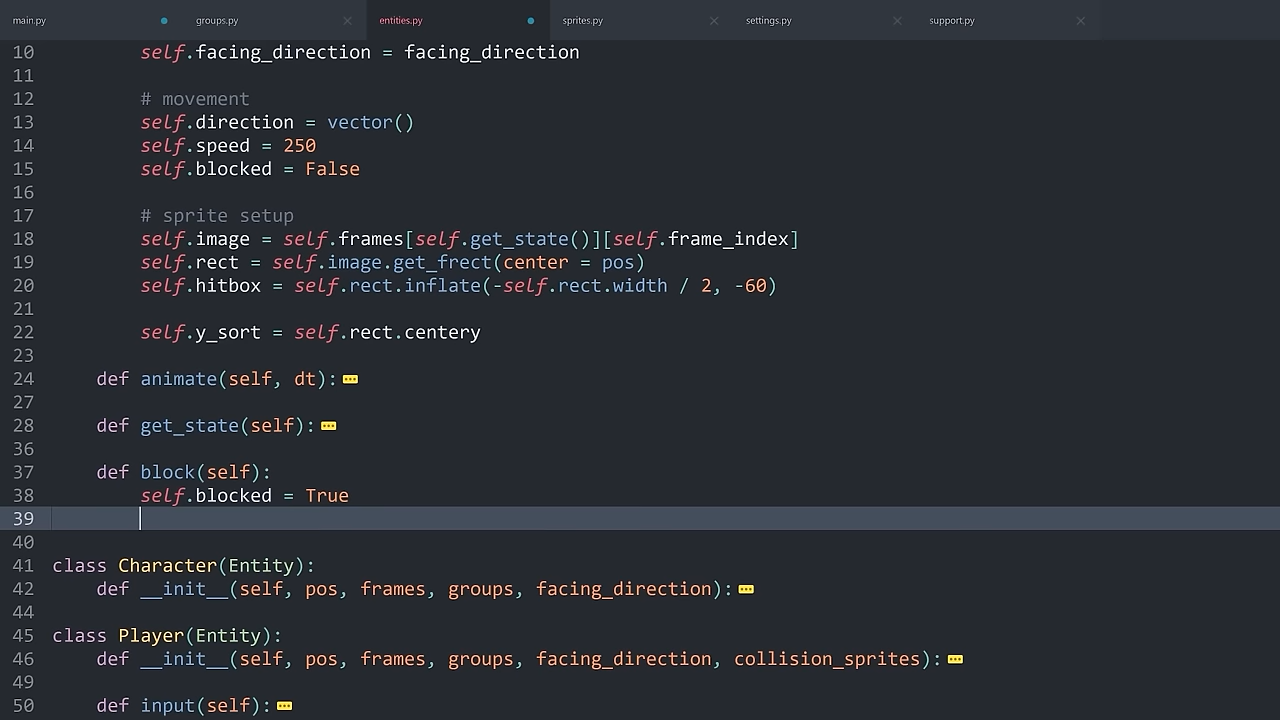 main.py groups.py entities.py sprites.py settings.py support.py
10 self.facing_direction = facing_direction
11
12 # movement
13 self.direction = vector()
14 self.speed = 250
15 self.blocked = False
16
17 # sprite setup
18 self.image = self.frames[self.get_state()][self.frame_index]
19 self.rect = self.image.get_frect(center = pos)
20 self.hitbox = self.rect.inflate(-self.rect.width / 2, -60)
21
22 self.y_sort = self.rect.centery
23
24 def animate(self, dt):
27
28 def get_state(self):
36
37 def block(self):
38 self.blocked = True
39
40
41 class Character(Entity):
42 def __init__(self, pos, frames, groups, facing_direction):
44
45 class Player(Entity):
46 def __init__(self, pos, frames, groups, facing_direction, collision_sprites):
49
50 def input(self):